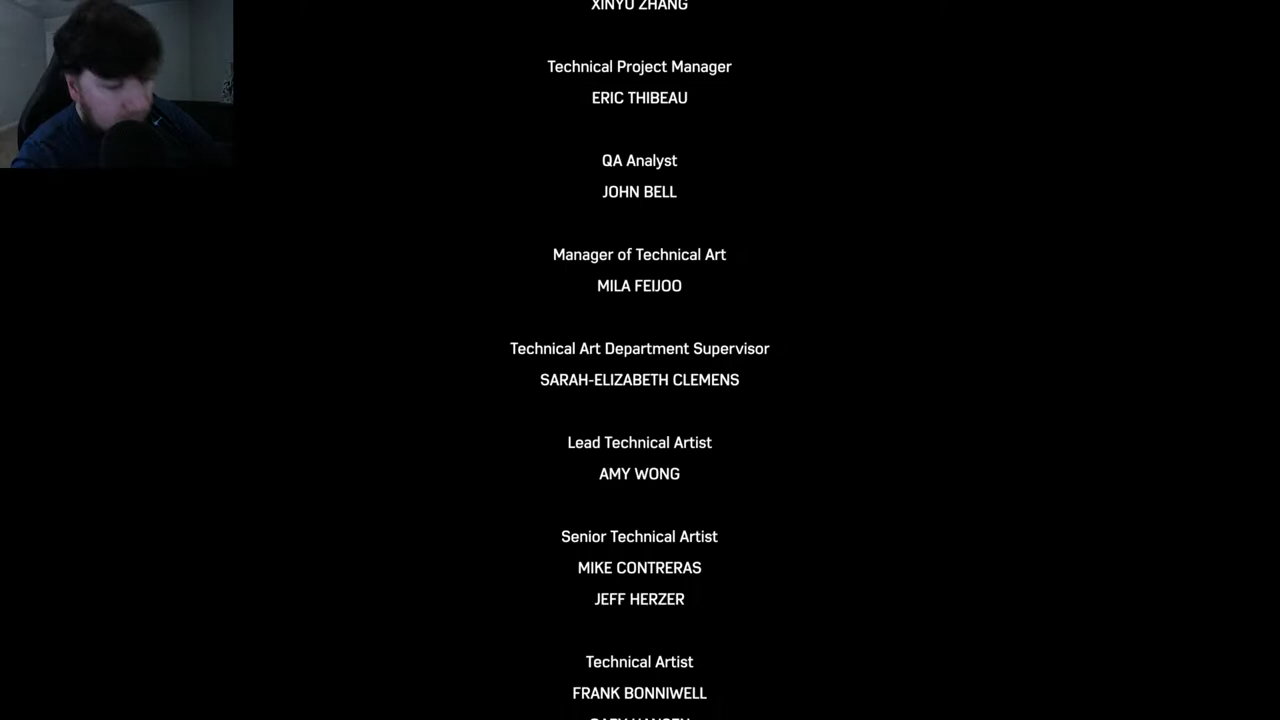 XINYU ZHANG
Technical Project Manager
ERIC THIBEAU
QA Analyst
JOHN BELL
Manager of Technical Art
MILA FEIJOO
Technical Art Department Supervisor
SARAH-ELIZABETH CLEMENS
Lead Technical Artist
AMY WONG
Senior Technical Artist
MIKE CONTRERAS
JEFF HERZER
Technical Artist
FRANK BONNIWELL